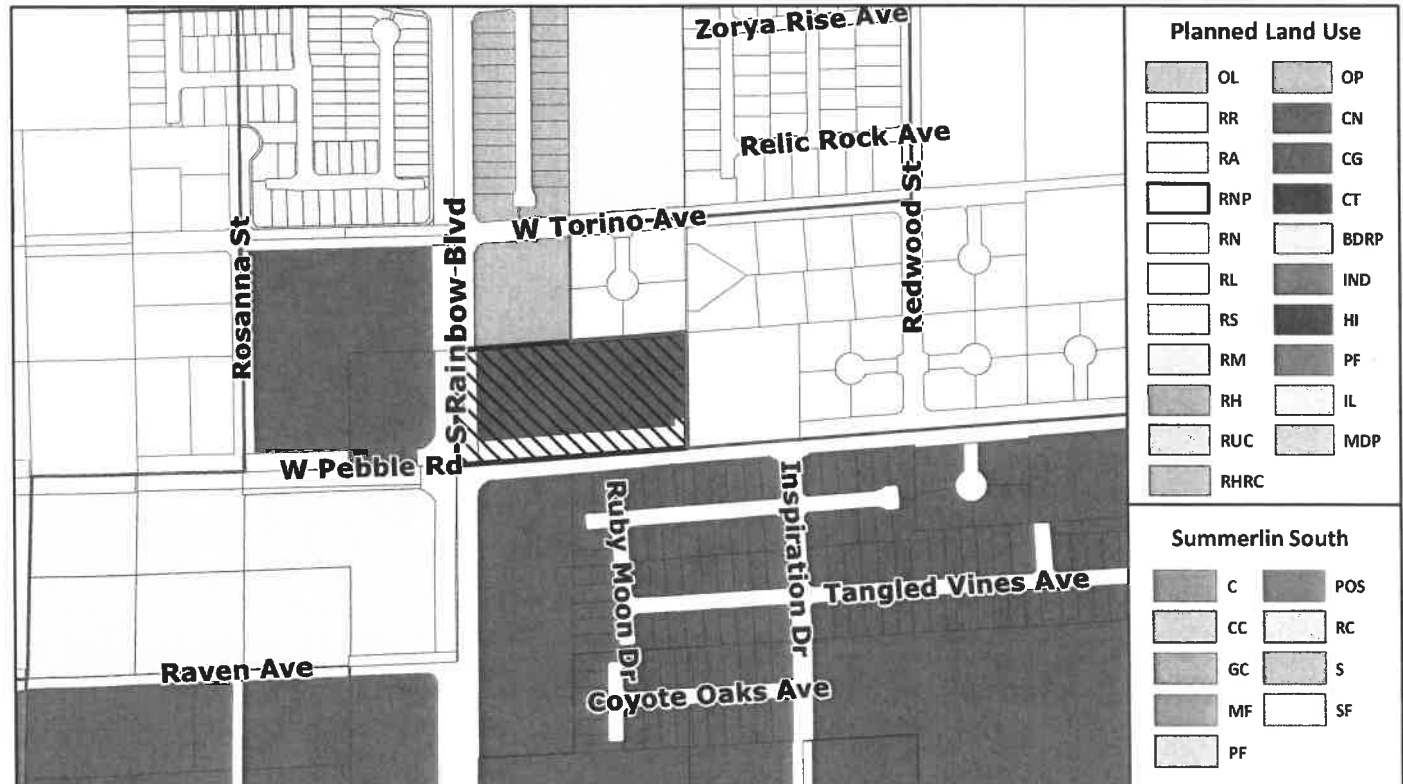 Zorya Rise Ave
Relic Rock Ave
Redwood St
W Torino Ave
Rosanna St
S Rainbow Blvd
W Pebble Rd
Ruby Moon Dr
Inspiration Dr
Tangled Vines Ave
Raven Ave
Coyote Oaks Ave
Planned Land Use
OL OP
RR CN
RA CG
RNP CT
RN BDRP
RL IND
RS HI
RM PF
RH IL
RUC MDP
RHRC
Summerlin South
C POS
CC RC
GC S
MF SF
PF